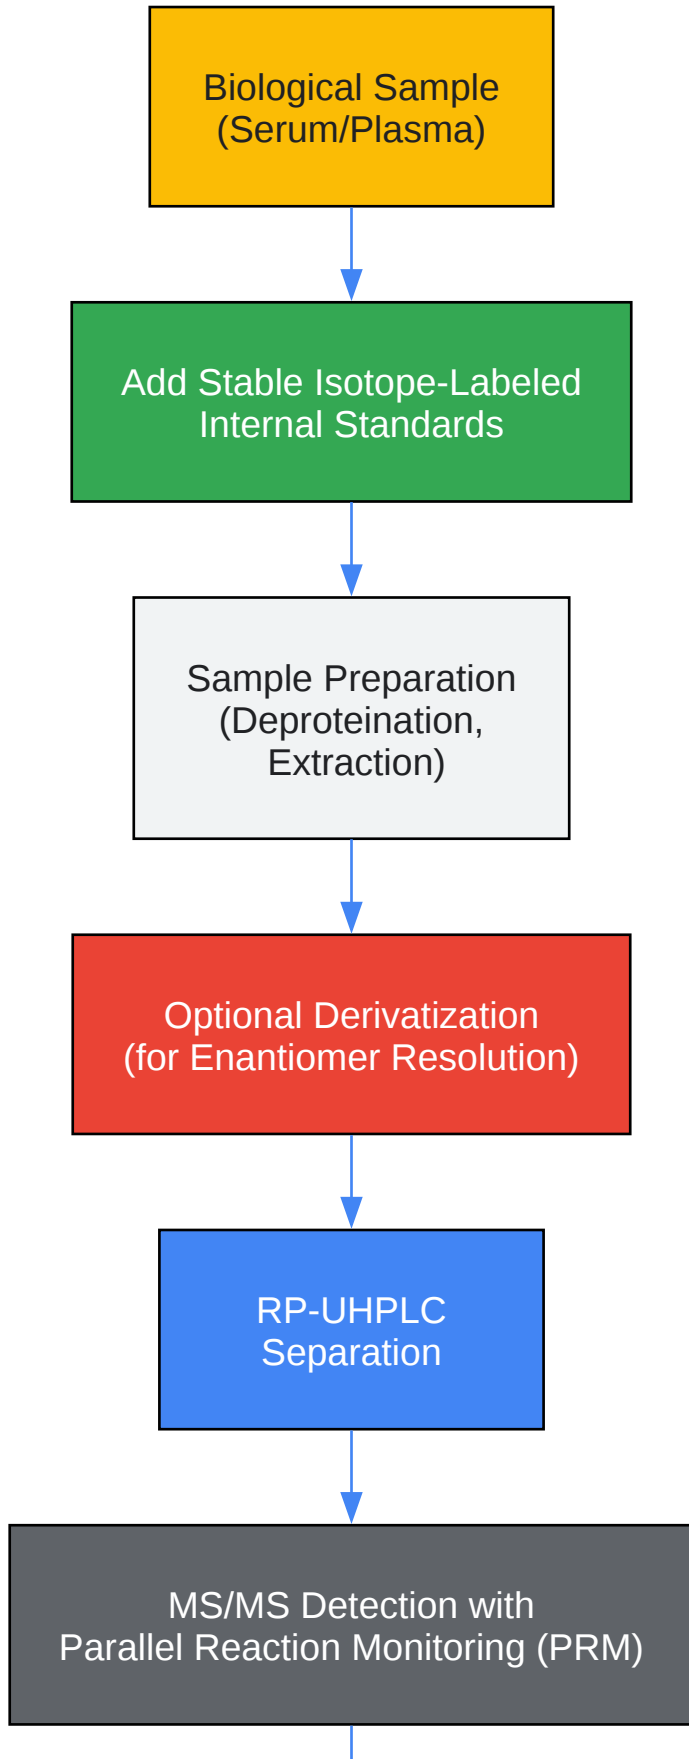 Biological Sample
(Serum/Plasma)
Add Stable Isotope-Labeled
Internal Standards
Sample Preparation
(Deproteination,
Extraction)
Optional Derivatization
(for Enantiomer Resolution)
RP-UHPLC
Separation
MS/MS Detection with
Parallel Reaction Monitoring (PRM)